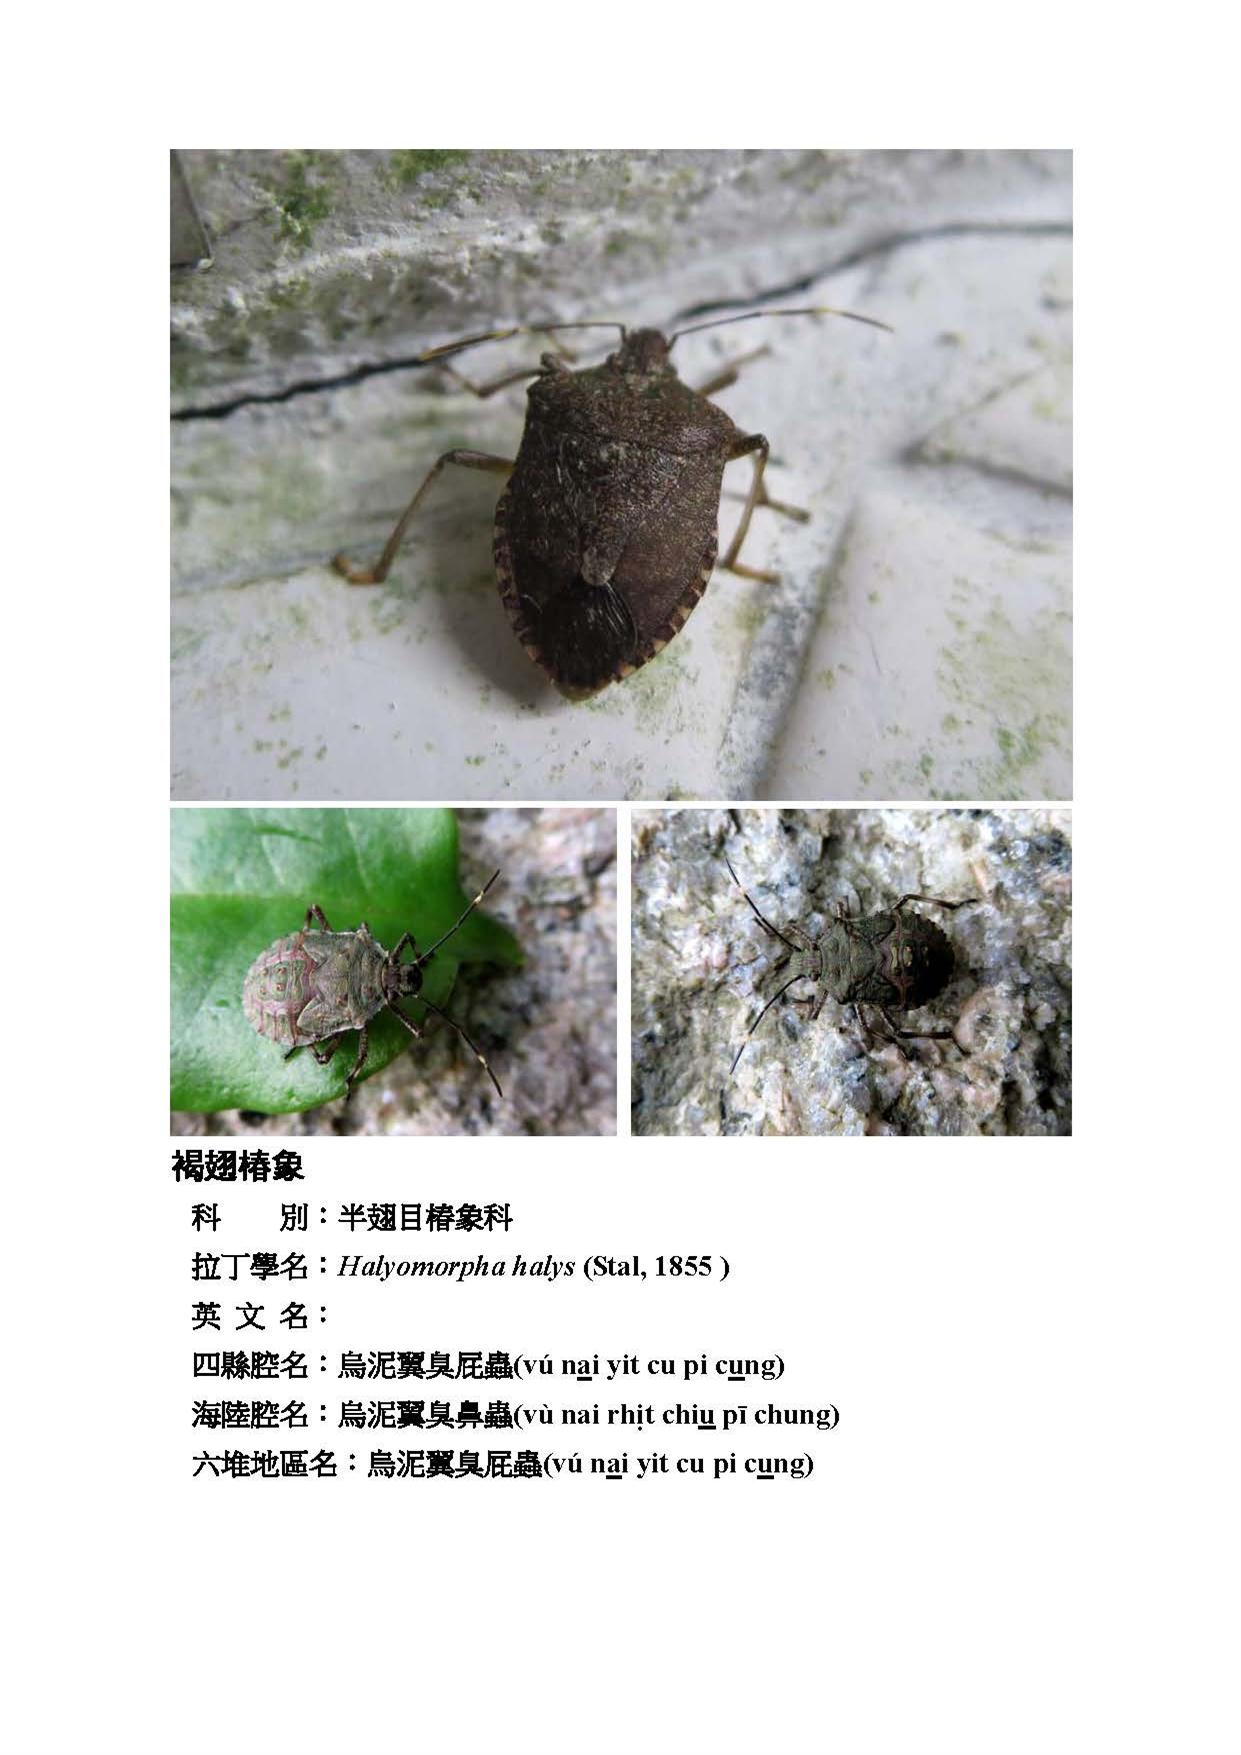 褐翅椿象
科　　別：半翅目椿象科
拉丁學名：Halyomorpha halys (Stal, 1855 )
英 文 名：
四縣腔名：烏泥翼臭屁蟲(vú na̲i yit cu pi cu̲ng)
海陸腔名：烏泥翼臭鼻蟲(vù nai rhi̩t chiu̲ pī chung)
六堆地區名：烏泥翼臭屁蟲(vú na̲i yit cu pi cu̲ng)